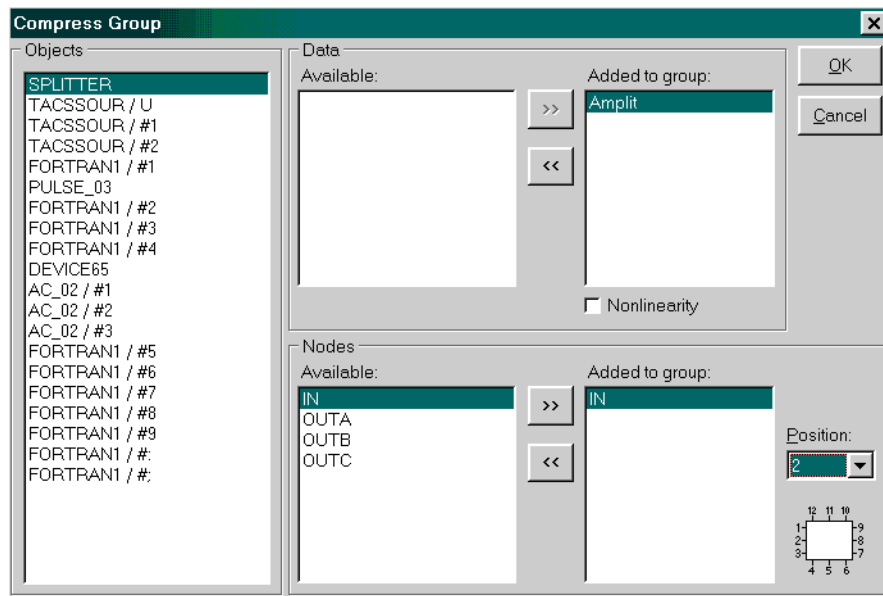 Compress Group
Objects
SPLITTER
TACSSOUR / U
TACSSOUR / #1
TACSSOUR / #2
FORTRAN1 / #1
PULSE_03
FORTRAN1 / #2
FORTRAN1 / #3
FORTRAN1 / #4
DEVICE65
AC_02 / #1
AC_02 / #2
AC_02 / #3
FORTRAN1 / #5
FORTRAN1 / #6
FORTRAN1 / #7
FORTRAN1 / #8
FORTRAN1 / #9
FORTRAN1 / #:
FORTRAN1 / #;
Data
Available:
>>
<<
Added to group:
Amplit
Nonlinearity
OK
Cancel
Nodes
Available:
IN
OUTA
OUTB
OUTC
>>
<<
Added to group:
IN
Position:
2
12 11 10
1 9
2 8
3 7
4 5 6